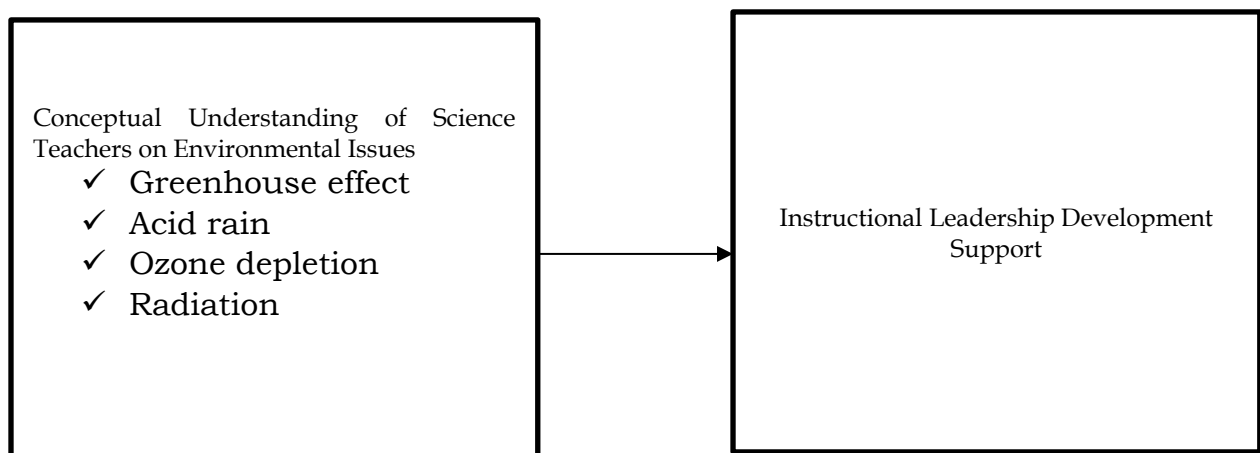 Conceptual Understanding of Science
Teachers on Environmental Issues
✓ Greenhouse effect
✓ Acid rain
✓ Ozone depletion
✓ Radiation
Instructional Leadership Development
Support